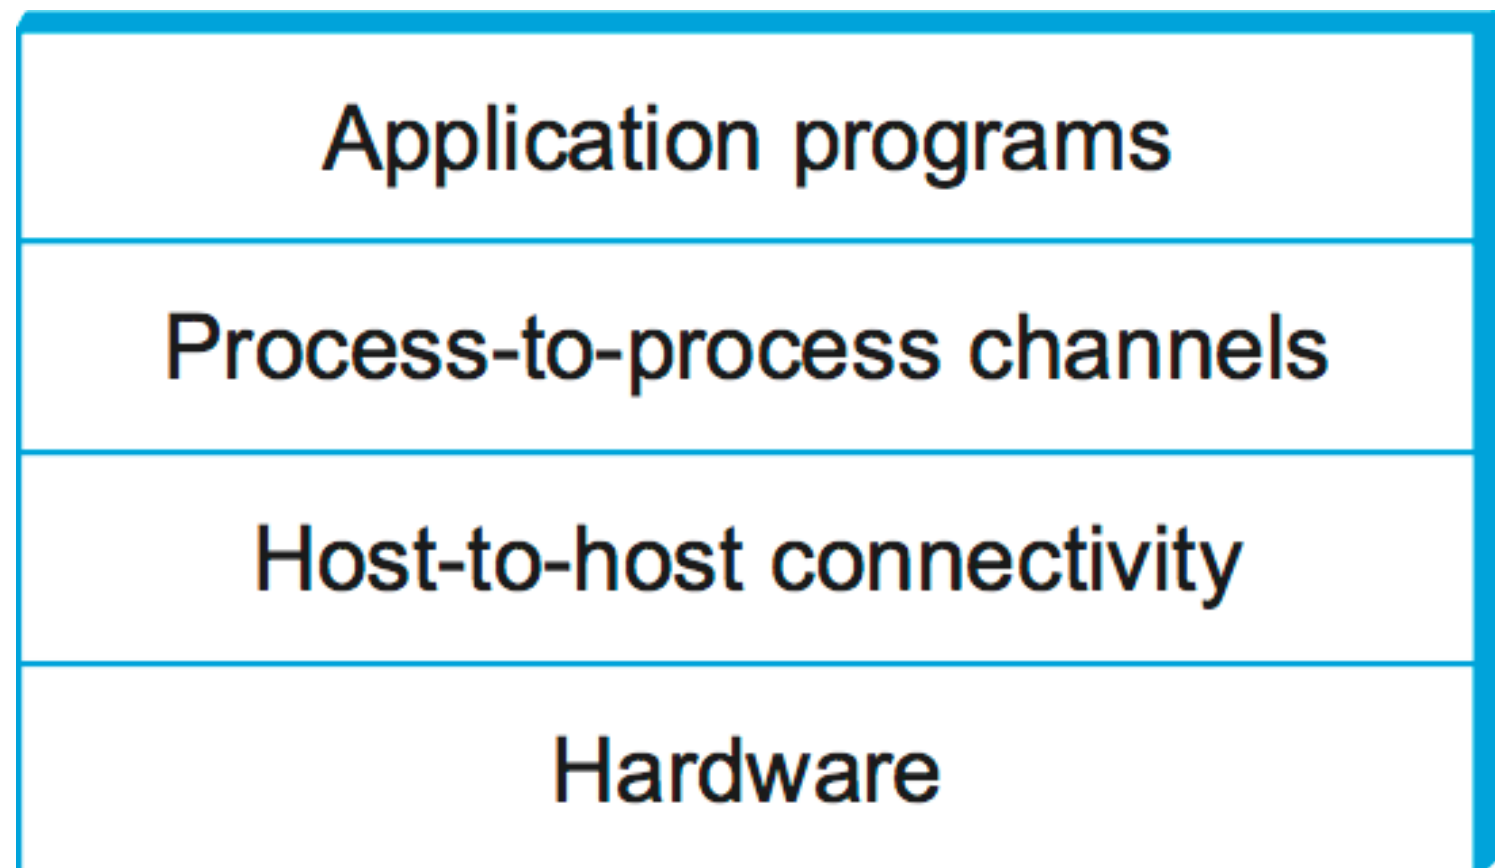 Application programs
Process-to-process channels
Host-to-host connectivity
Hardware